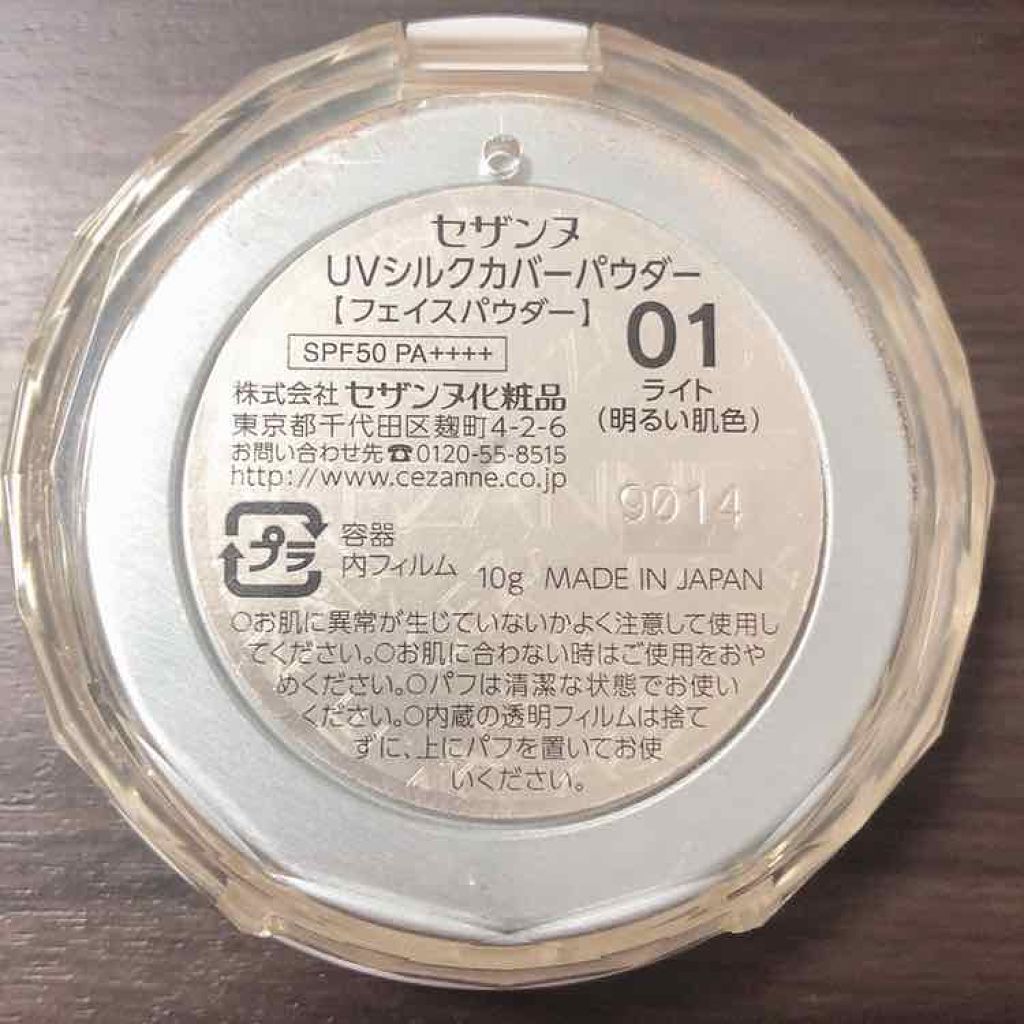 セザンヌ
UVシルクカバーパウダー
【フェイスパウダー】
SPF50 PA++++
01
ライト
(明るい肌色)
株式会社 セザンヌ化粧品
東京都千代田区麹町4-2-6
お問い合わせ先☎0120-55-8515
http://www.cezanne.co.jp
9014
プラ
容器
内フィルム
10g MADE IN JAPAN
○お肌に異常が生じていないかよく注意して使用し
てください。○お肌に合わない時はご使用をおや
めください。○パフは清潔な状態でお使い
ください。○内蔵の透明フィルムは捨て
ずに、上にパフを置いてお使
いください。